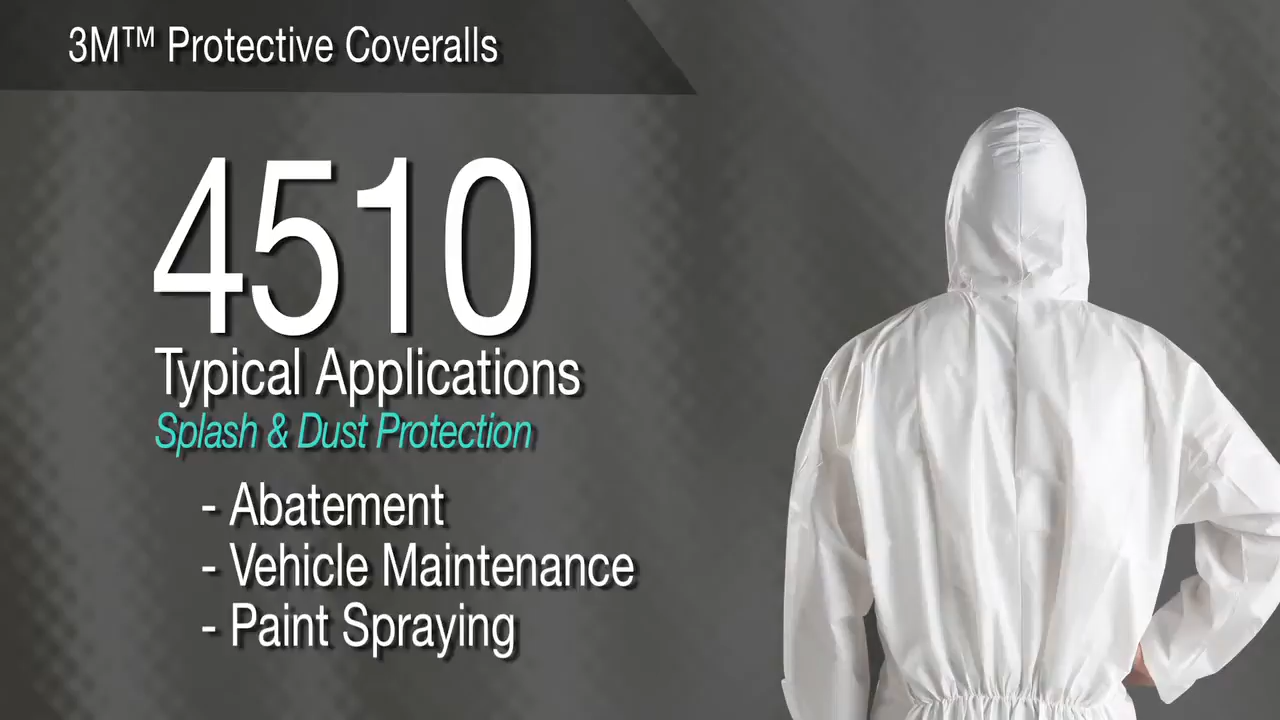 3M™ Protective Coveralls
4510
Typical Applications
Splash & Dust Protection
- Abatement
- Vehicle Maintenance
- Paint Spraying